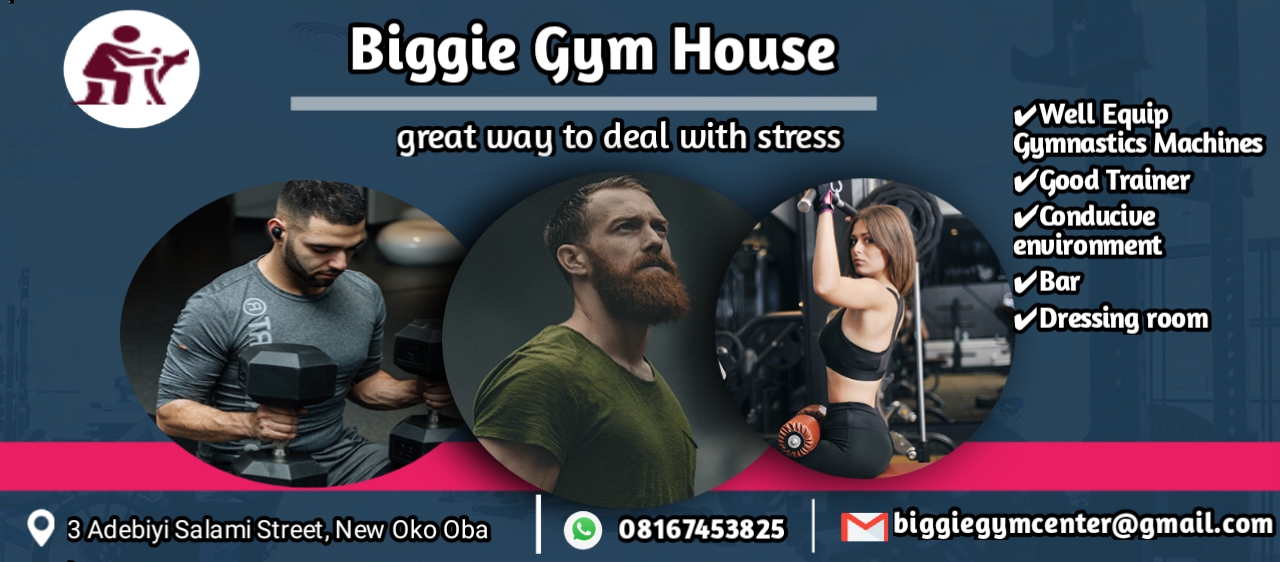 Biggie Gym House
great way to deal with stress
✔Well Equip
Gymnastics Machines
✔Good Trainer
✔Conducive
environment
✔Bar
✔Dressing room
3 Adebiyi Salami Street, New Oko Oba
08167453825
biggiegymcenter@gmail.com